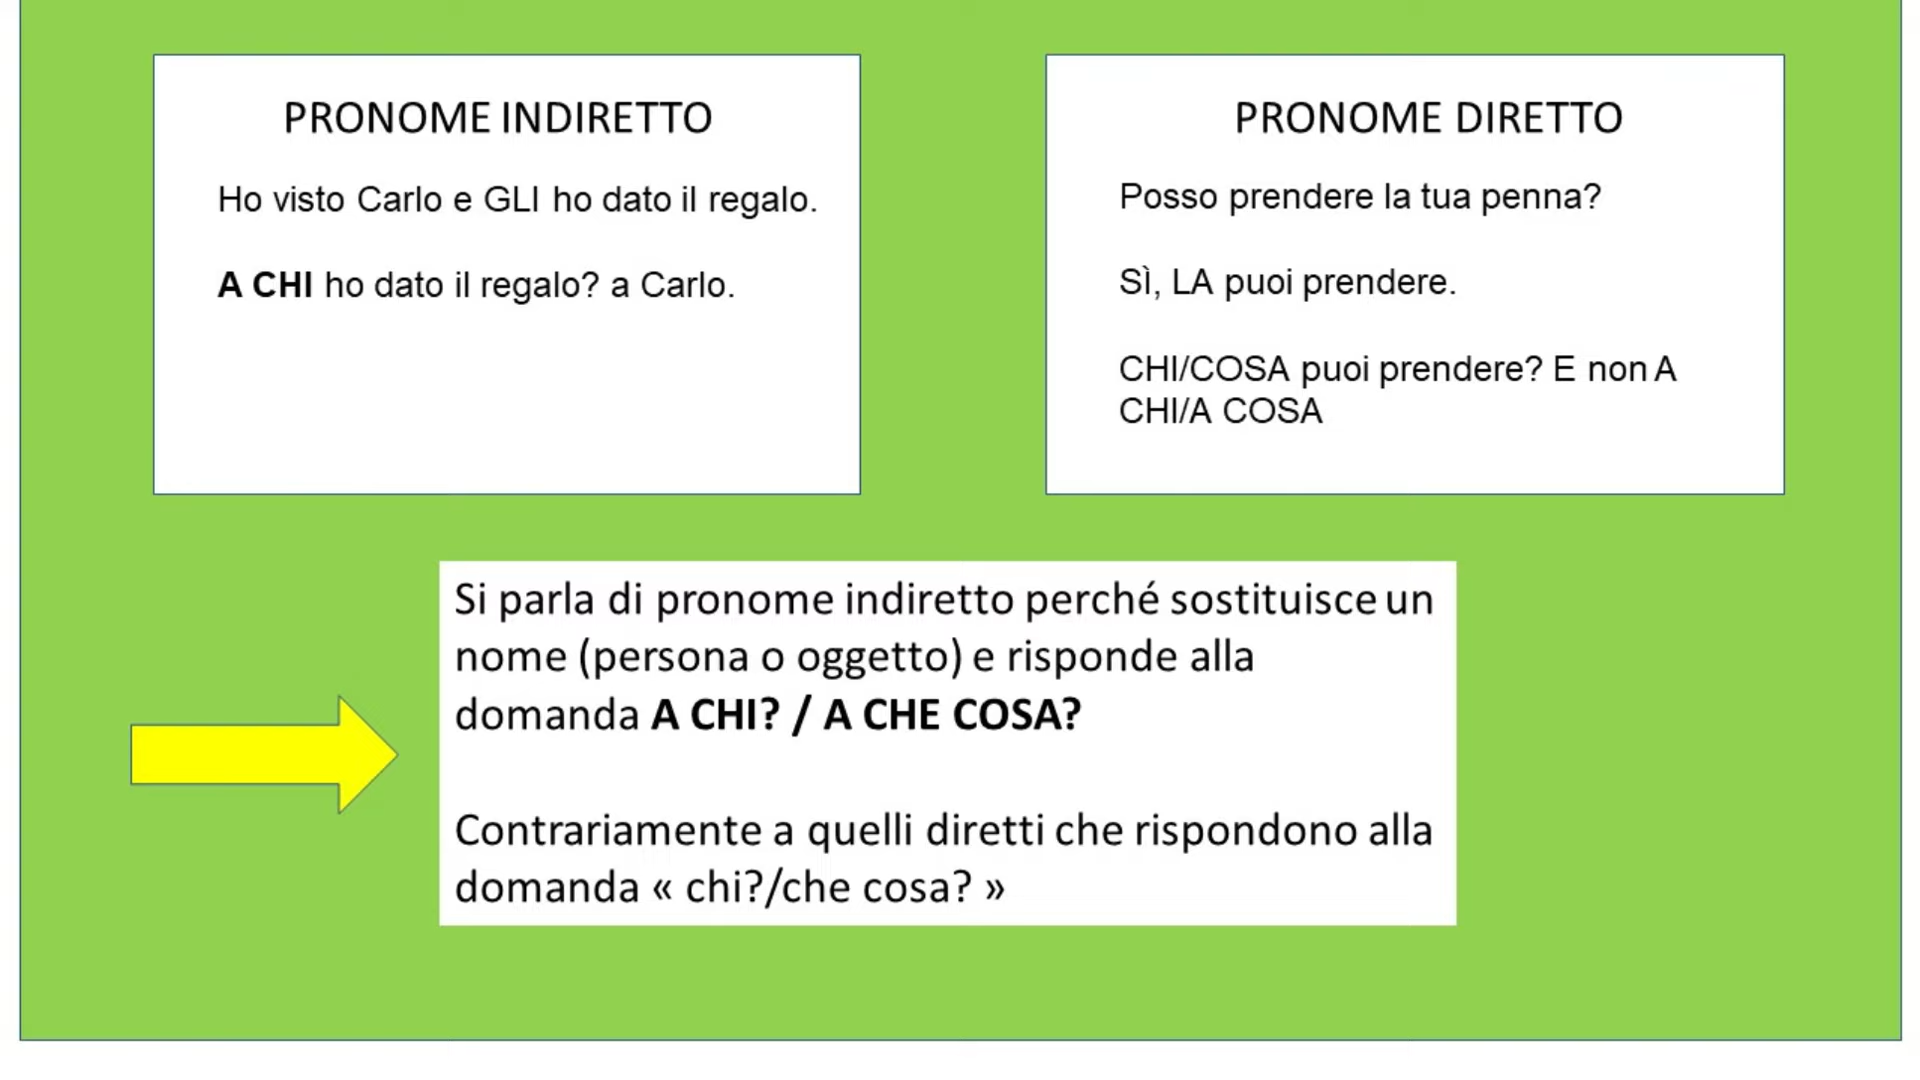 PRONOME INDIRETTO
Ho visto Carlo e GLI ho dato il regalo.
A CHI ho dato il regalo? a Carlo.
PRONOME DIRETTO
Posso prendere la tua penna?
SÌ, LA puoi prendere.
CHI/COSA puoi prendere? E non A
CHI/A COSA
Si parla di pronome indiretto perché sostituisce un
nome (persona o oggetto) e risponde alla
domanda A CHI? / A CHE COSA?
Contrariamente a quelli diretti che rispondono alla
domanda « chi?/che cosa? »